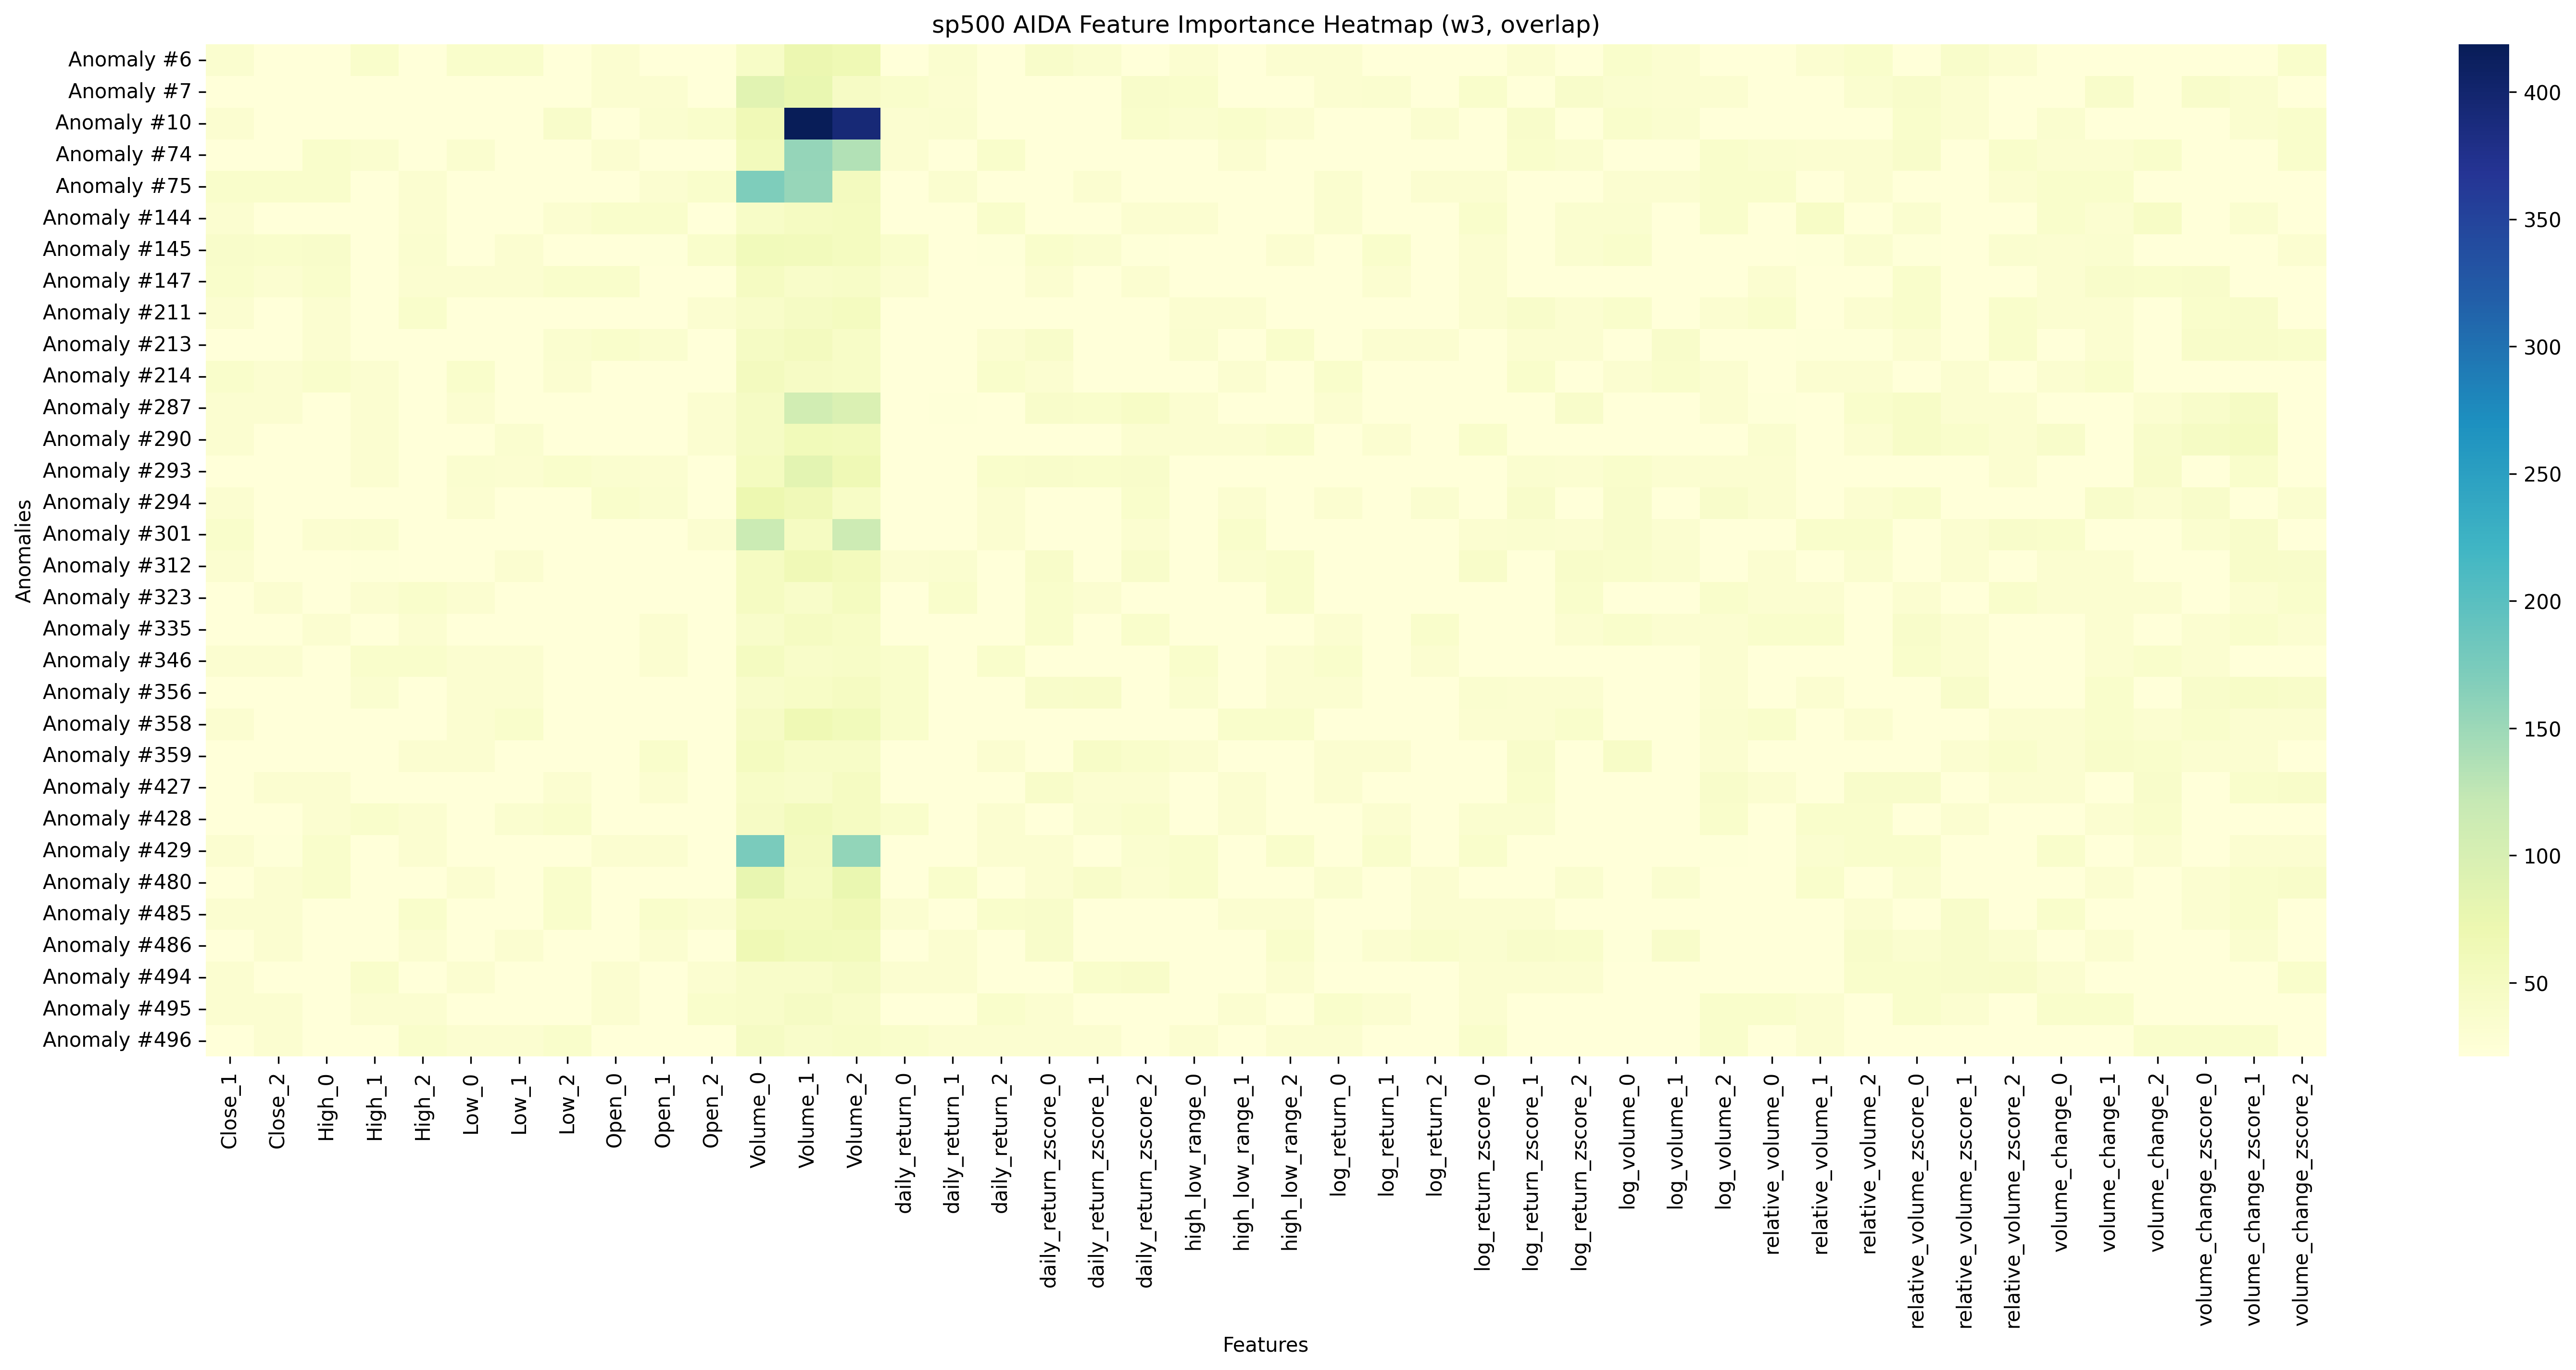 sp500 AIDA Feature Importance Heatmap (w3, overlap)
Anomalies
Anomaly #6
Anomaly #7
Anomaly #10
Anomaly #74
Anomaly #75
Anomaly #144
Anomaly #145
Anomaly #147
Anomaly #211
Anomaly #213
Anomaly #214
Anomaly #287
Anomaly #290
Anomaly #293
Anomaly #294
Anomaly #301
Anomaly #312
Anomaly #323
Anomaly #335
Anomaly #346
Anomaly #356
Anomaly #358
Anomaly #359
Anomaly #427
Anomaly #428
Anomaly #429
Anomaly #480
Anomaly #485
Anomaly #486
Anomaly #494
Anomaly #495
Anomaly #496
Close_1
Close_2
High_0
High_1
High_2
Low_0
Low_1
Low_2
Open_0
Open_1
Open_2
Volume_0
Volume_1
Volume_2
daily_return_0
daily_return_1
daily_return_2
daily_return_zscore_0
daily_return_zscore_1
daily_return_zscore_2
high_low_range_0
high_low_range_1
high_low_range_2
log_return_0
log_return_1
log_return_2
log_return_zscore_0
log_return_zscore_1
log_return_zscore_2
log_volume_0
log_volume_1
log_volume_2
relative_volume_0
relative_volume_1
relative_volume_2
relative_volume_zscore_0
relative_volume_zscore_1
relative_volume_zscore_2
volume_change_0
volume_change_1
volume_change_2
volume_change_zscore_0
volume_change_zscore_1
volume_change_zscore_2
Features
400
350
300
250
200
150
100
50